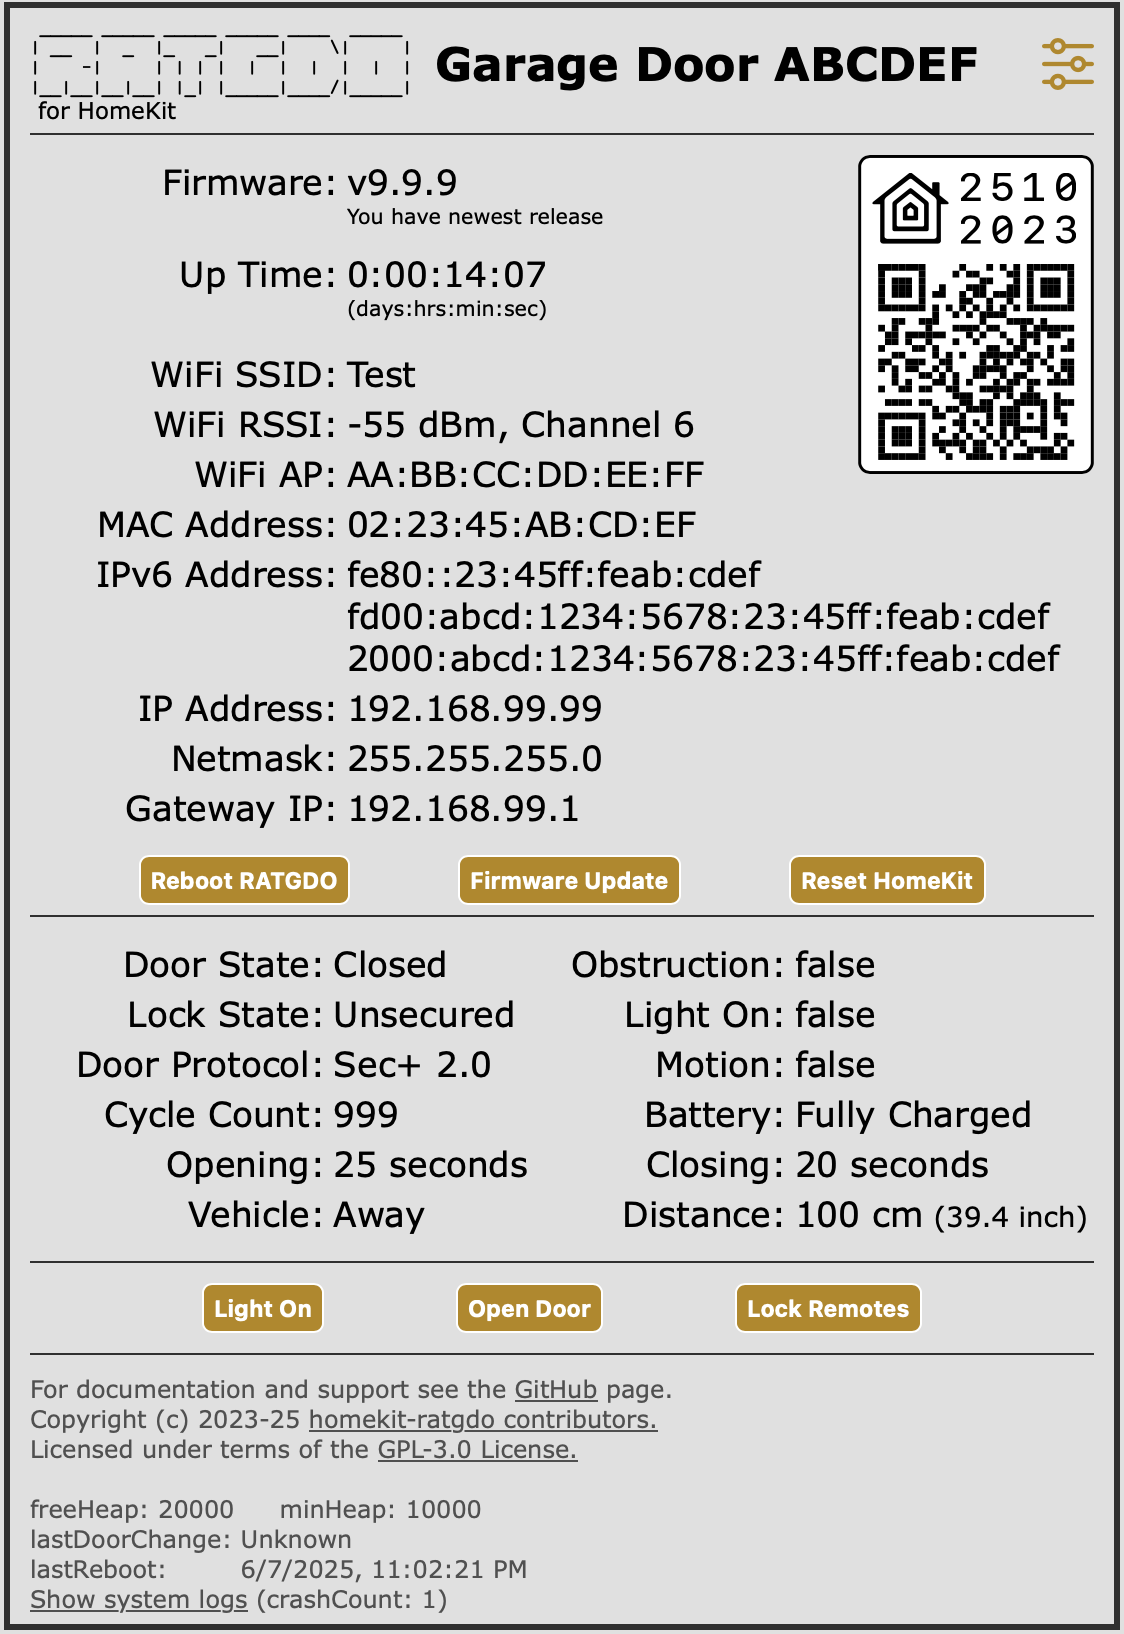 RATGDO
for HomeKit
Garage Door ABCDEF
2510
2023
Firmware: v9.9.9
You have newest release
Up Time: 0:00:14:07
(days:hrs:min:sec)
WiFi SSID: Test
WiFi RSSI: -55 dBm, Channel 6
WiFi AP: AA:BB:CC:DD:EE:FF
MAC Address: 02:23:45:AB:CD:EF
IPv6 Address: fe80::23:45ff:feab:cdef
fd00:abcd:1234:5678:23:45ff:feab:cdef
2000:abcd:1234:5678:23:45ff:feab:cdef
IP Address: 192.168.99.99
Netmask: 255.255.255.0
Gateway IP: 192.168.99.1
Reboot RATGDO Firmware Update Reset HomeKit
Door State: Closed Obstruction: false
Lock State: Unsecured Light On: false
Door Protocol: Sec+ 2.0 Motion: false
Cycle Count: 999 Battery: Fully Charged
Opening: 25 seconds Closing: 20 seconds
Vehicle: Away Distance: 100 cm (39.4 inch)
Light On Open Door Lock Remotes
For documentation and support see the GitHub page.
Copyright (c) 2023-25 homekit-ratgdo contributors.
Licensed under terms of the GPL-3.0 License.
freeHeap: 20000 minHeap: 10000
lastDoorChange: Unknown
lastReboot: 6/7/2025, 11:02:21 PM
Show system logs (crashCount: 1)